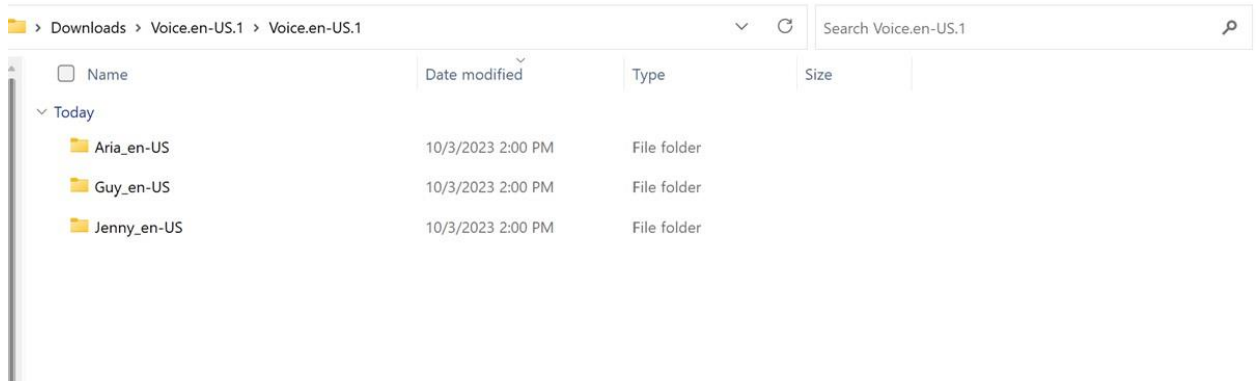 Downloads > Voice.en-US.1 > Voice.en-US.1 Search Voice.en-US.1
Name Date modified Type Size
Today
Aria_en-US 10/3/2023 2:00 PM File folder
Guy_en-US 10/3/2023 2:00 PM File folder
Jenny_en-US 10/3/2023 2:00 PM File folder